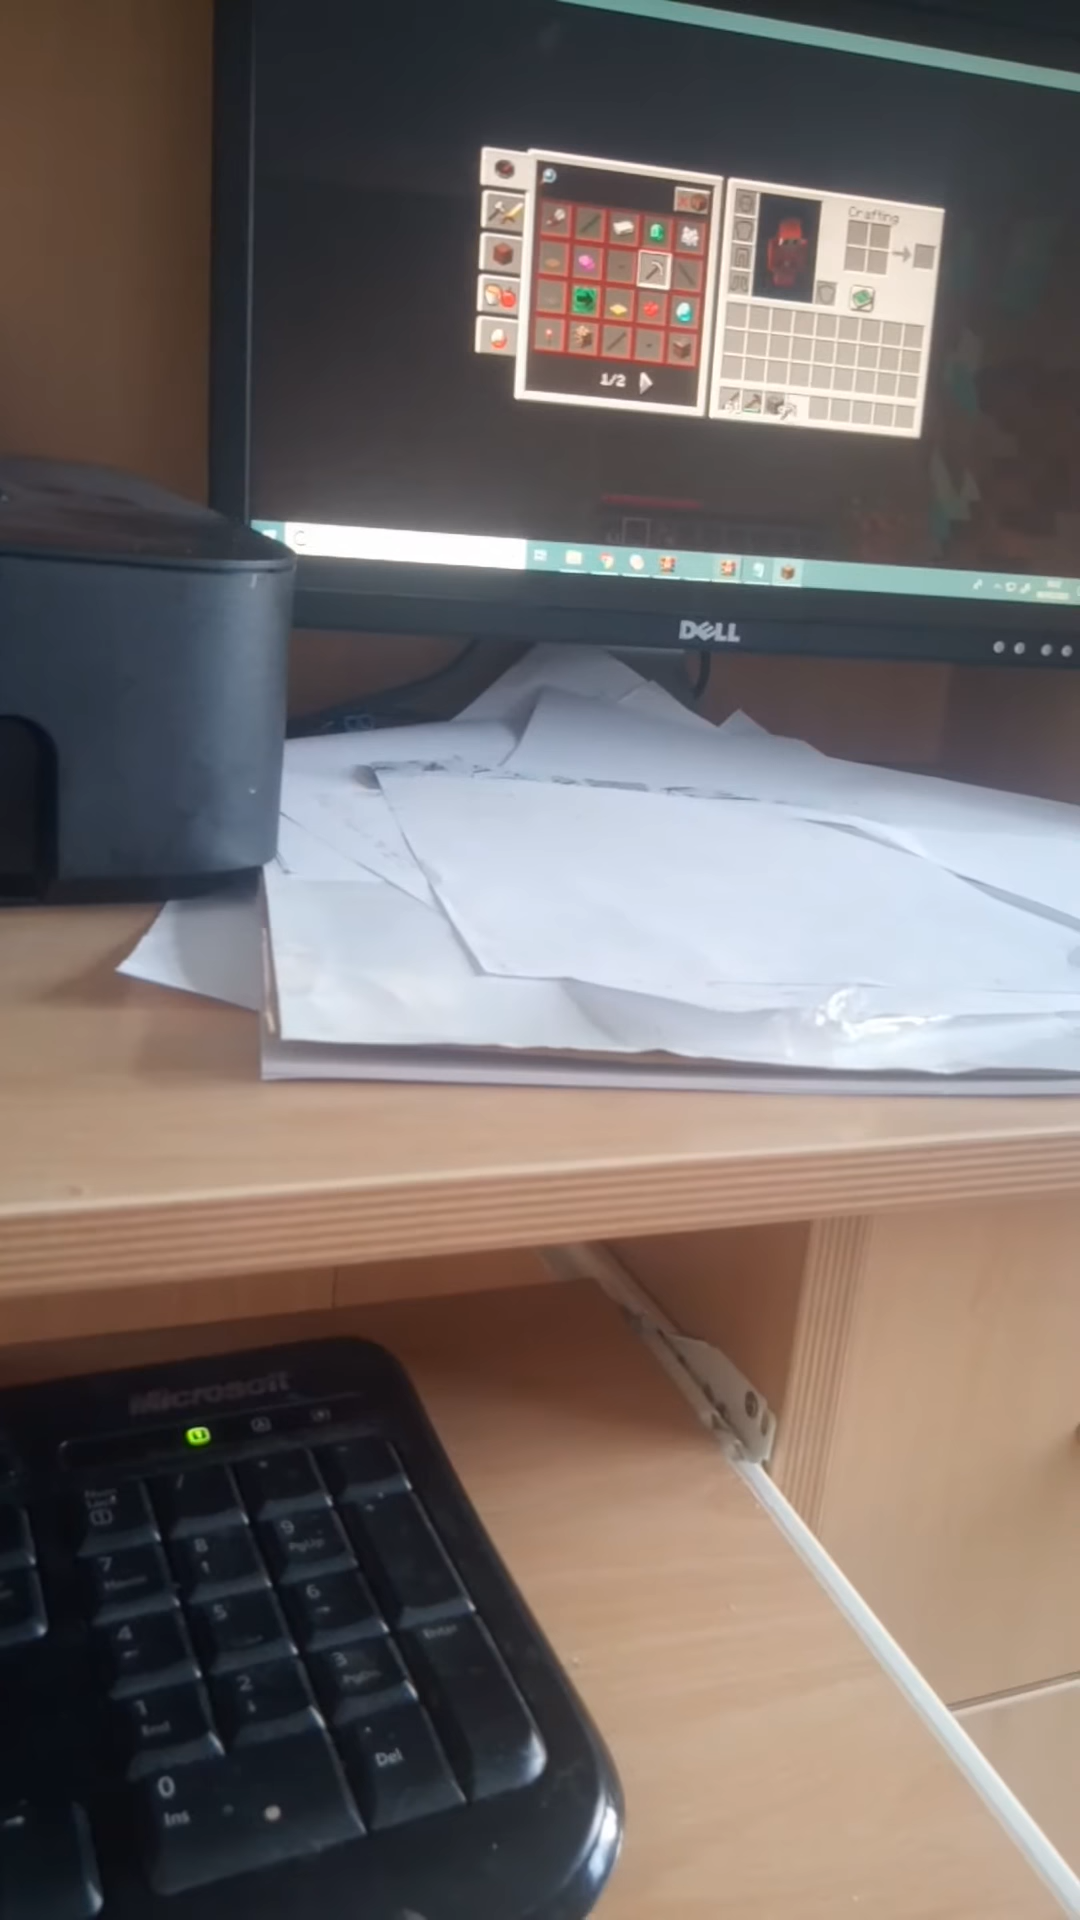 Crafting
1/2
DELL
Microsoft
Num
Lock
7
8
9
PgUp
4
5
6
1
End
2
3
PgDn
Enter
0
Ins
Del